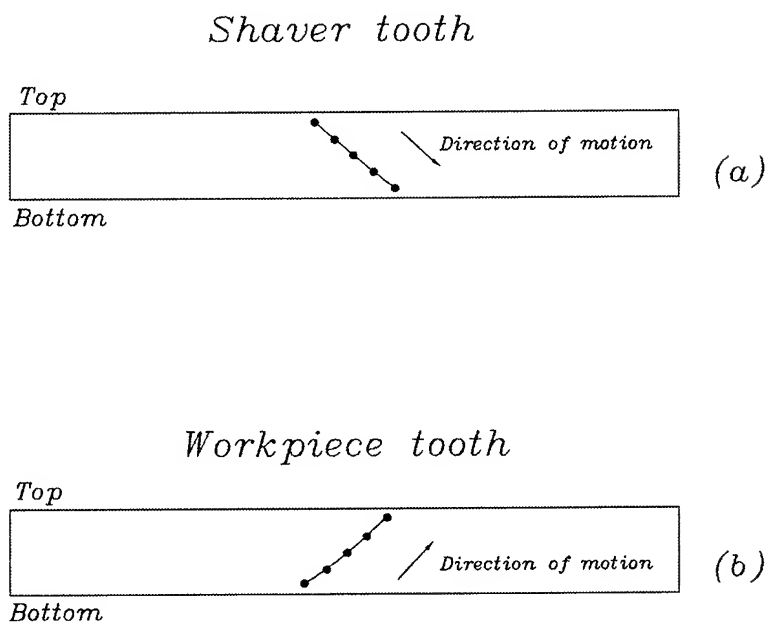 Shaver tooth
Top
Direction of motion
(a)
Bottom
Workpiece tooth
Top
Direction of motion
(b)
Bottom